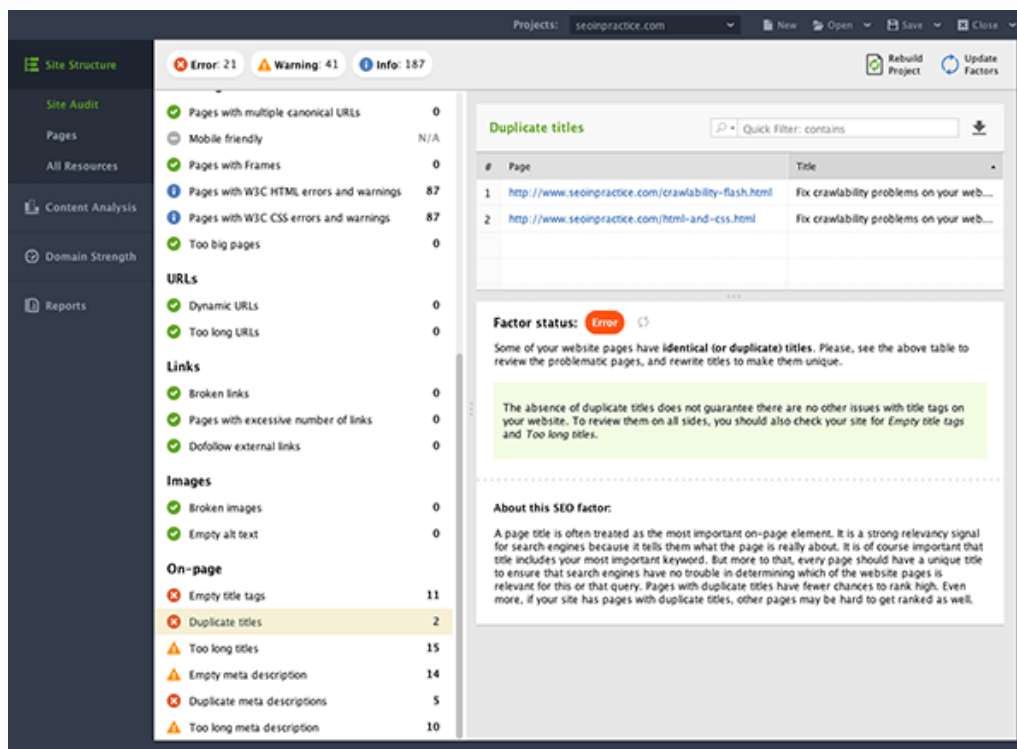 Projects: seoinpractice.com New Open Save Close
Site Structure
Site Audit
Pages
All Resources
Content Analysis
Domain Strength
Reports
Error: 21 Warning: 41 Info: 187
Rebuild Project
Update Factors
Pages with multiple canonical URLs 0
Mobile friendly N/A
Pages with Frames 0
Pages with W3C HTML errors and warnings 87
Pages with W3C CSS errors and warnings 87
Too big pages 0
URLs
Dynamic URLs 0
Too long URLs 0
Links
Broken links 0
Pages with excessive number of links 0
Dofollow external links 0
Images
Broken images 0
Empty alt text 0
On-page
Empty title tags 11
Duplicate titles 2
Too long titles 15
Empty meta description 14
Duplicate meta descriptions 5
Too long meta description 10
Duplicate titles Quick Filter: contains
# Page Title
1 http://www.seoinpractice.com/crawlability-flash.html Fix crawlability problems on your web....
2 http://www.seoinpractice.com/html-and-css.html Fix crawlability problems on your web....
Factor status: Error
Some of your website pages have identical (or duplicate) titles. Please, see the above table to
review the problematic pages, and rewrite titles to make them unique.
The absence of duplicate titles does not guarantee there are no other issues with title tags on
your website. To review them on all sides, you should also check your site for Empty title tags
and Too long titles.
About this SEO factor:
A page title is often treated as the most important on-page element. It is a strong relevancy signal
for search engines because it tells them what the page is really about. It is of course important that
title includes your most important keyword. But more to that, every page should have a unique title
to ensure that search engines have no trouble in determining which of the website pages is
relevant for this or that query. Pages with duplicate titles have fewer chances to rank high. Even
more, if your site has pages with duplicate titles, other pages may be hard to get ranked as well.